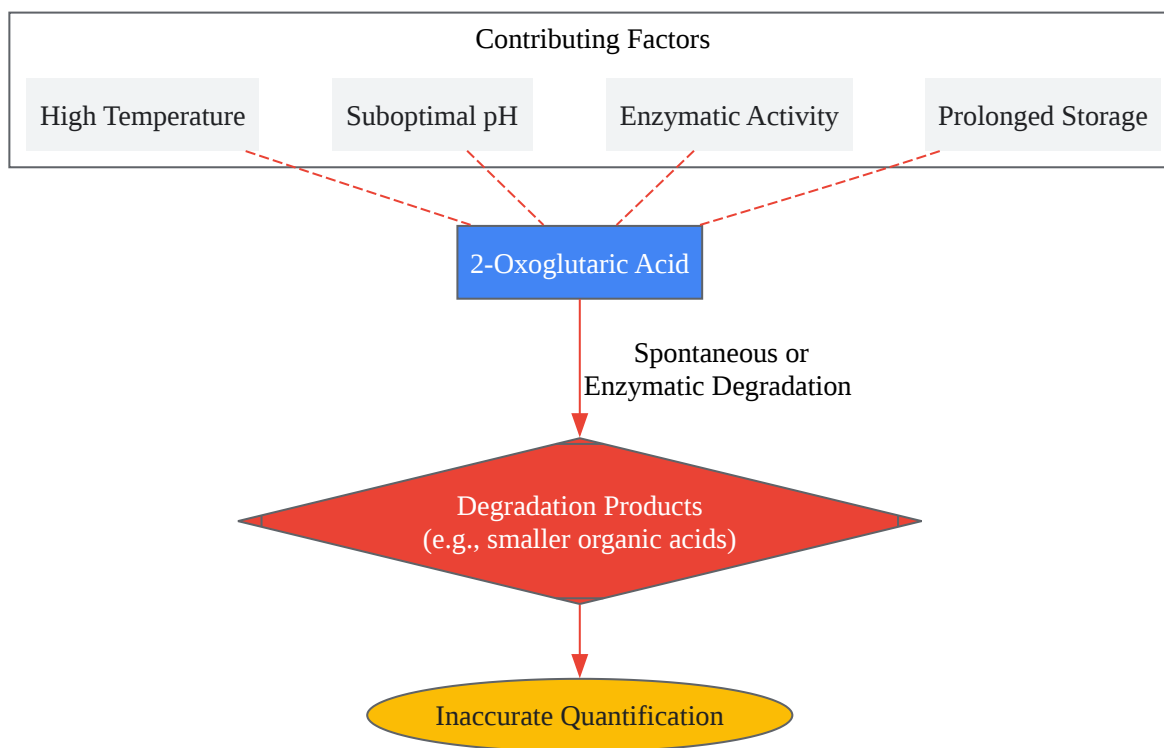 Contributing Factors
High Temperature
Suboptimal pH
Enzymatic Activity
Prolonged Storage
2-Oxoglutaric Acid
Spontaneous or
Enzymatic Degradation
Degradation Products
(e.g., smaller organic acids)
Inaccurate Quantification